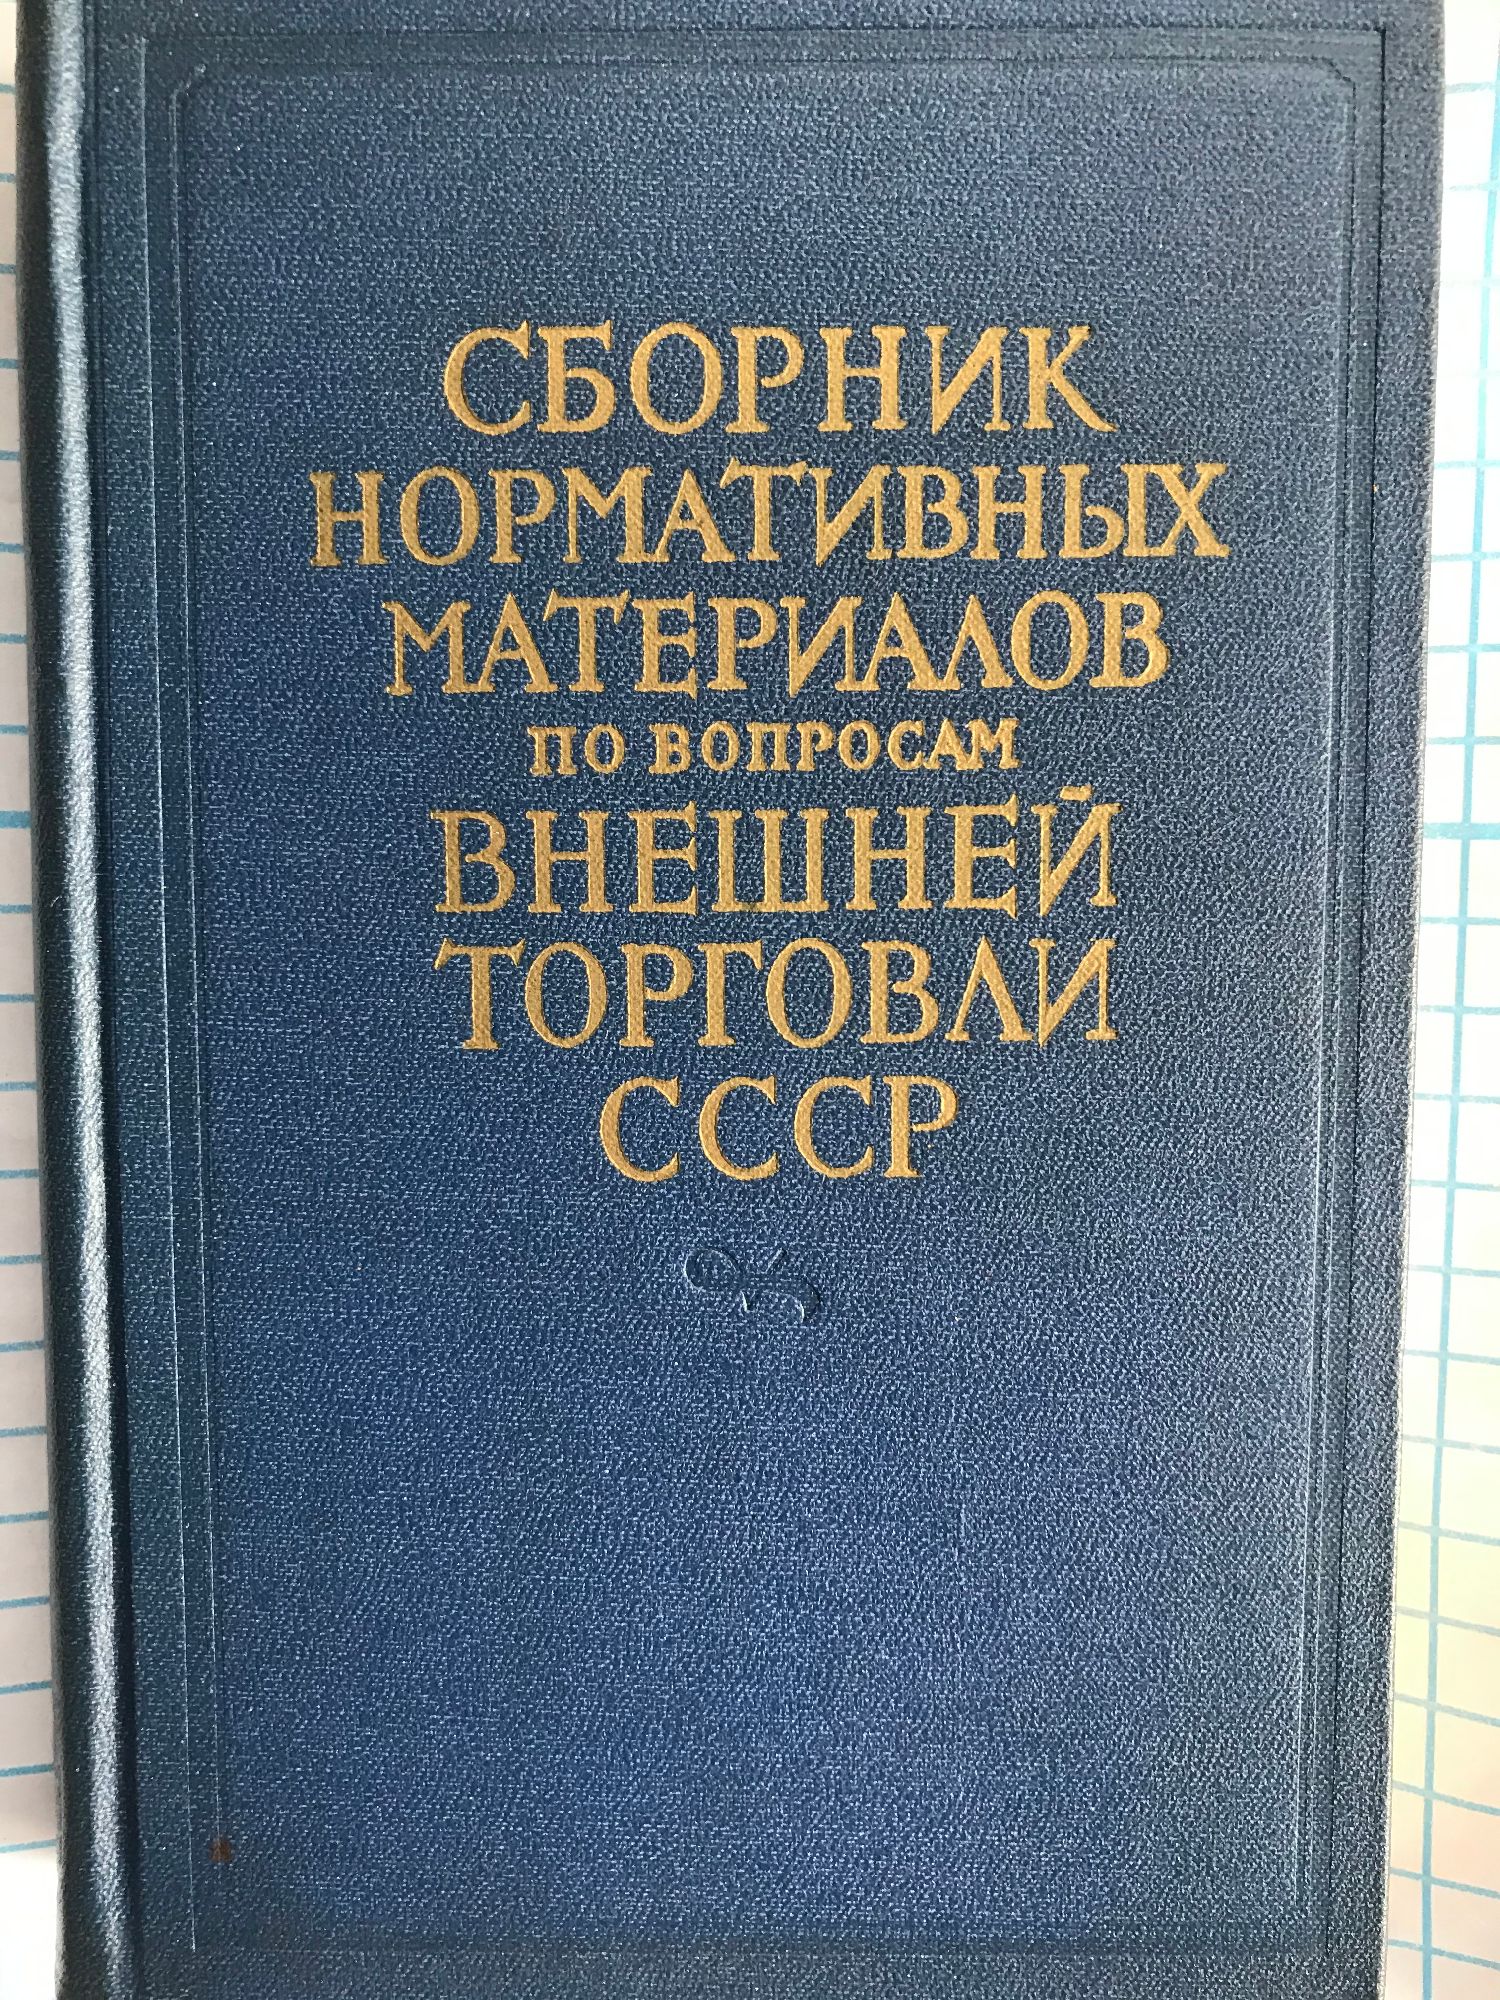 СБОРНИК
НОРМАТИВНЫХ
МАТЕРИАЛОВ
ПО ВОПРОСАМ
ВНЕШНЕЙ
ТОРГОВЛИ
СССР